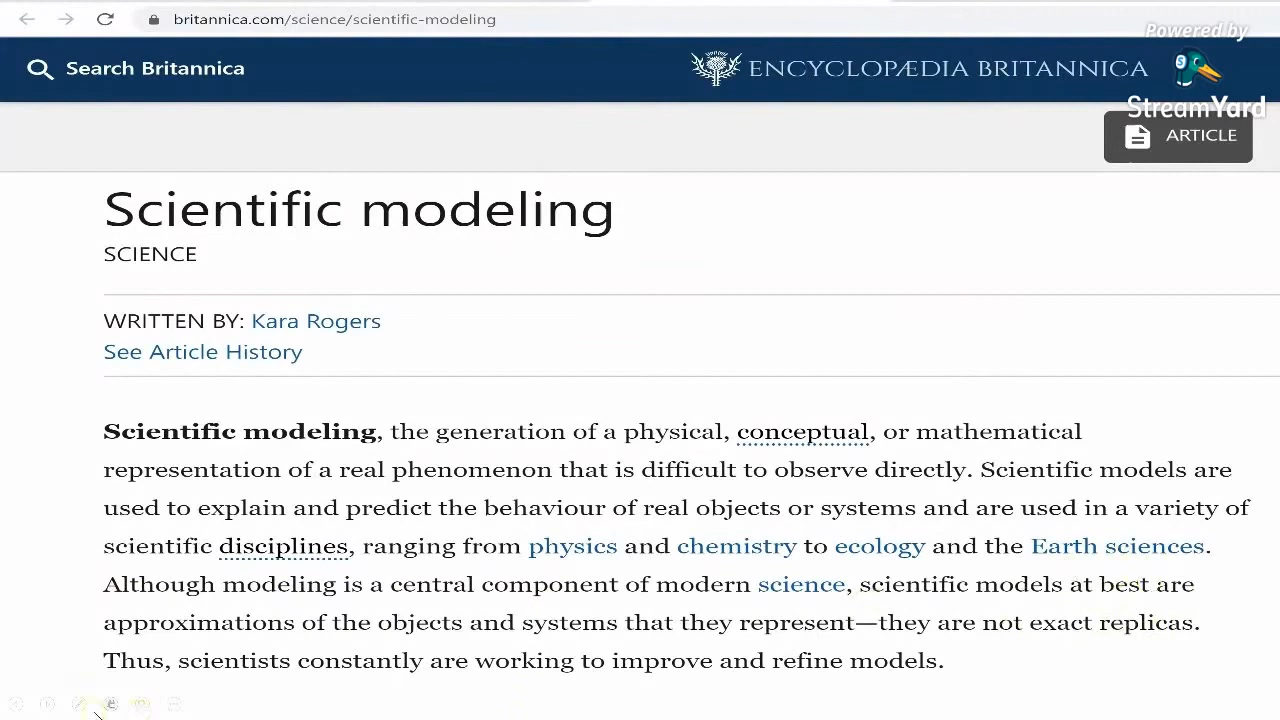 britannica.com/science/scientific-modeling
Powered by
Search Britannica
ENCYCLOPÆDIA BRITANNICA
S
StreamYard
ARTICLE
Scientific modeling
SCIENCE
WRITTEN BY: Kara Rogers
See Article History
Scientific modeling, the generation of a physical, conceptual, or mathematical
representation of a real phenomenon that is difficult to observe directly. Scientific models are
used to explain and predict the behaviour of real objects or systems and are used in a variety of
scientific disciplines, ranging from physics and chemistry to ecology and the Earth sciences.
Although modeling is a central component of modern science, scientific models at best are
approximations of the objects and systems that they represent—they are not exact replicas.
Thus, scientists constantly are working to improve and refine models.